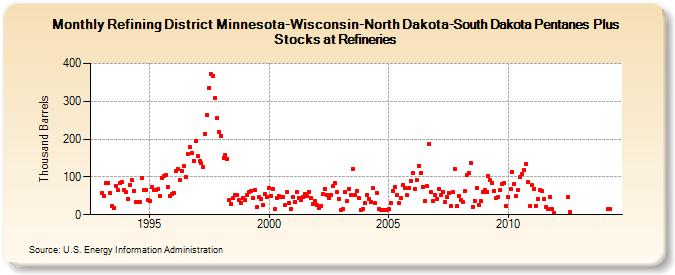 Monthly Refining District Minnesota-Wisconsin-North Dakota-South Dakota Pentanes Plus
Stocks at Refineries
Thousand Barrels
400
300
200
100
0
1995
2000
2005
2010
Source: U.S. Energy Information Administration